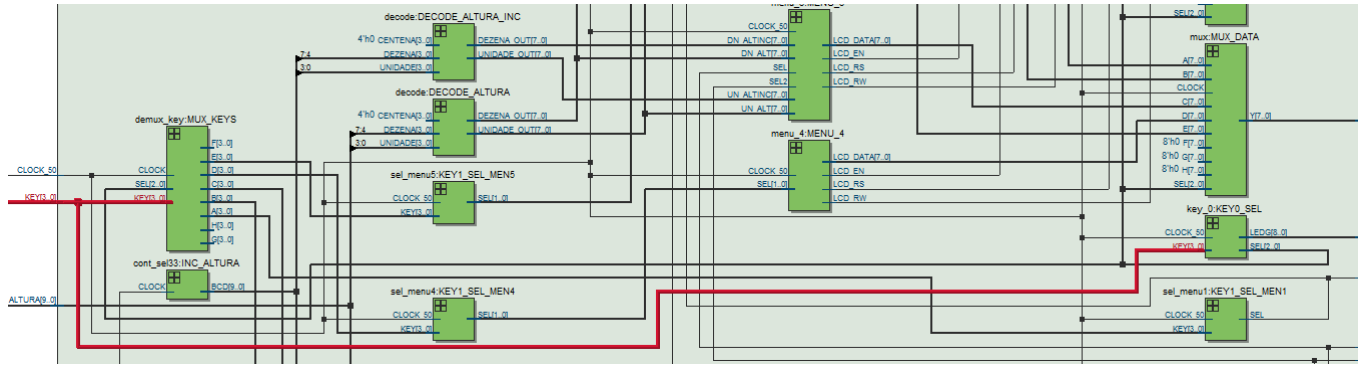 decode:DECODE_ALTURA_INC
4'h0 CENTENA[3..0]
DEZENA[3..0]
UNIDADE[3..0]
DEZENA_OUT[7..0]
UNIDADE_OUT[7..0]
7:4
3:0
decode:DECODE_ALTURA
4'h0 CENTENA[3..0]
DEZENA[3..0]
UNIDADE[3..0]
DEZENA_OUT[7..0]
UNIDADE_OUT[7..0]
7:4
3:0
demux_key:MUX_KEYS
CLOCK
SEL[2..0]
KEY[3..0]
F[3..0]
E[3..0]
D[3..0]
C[3..0]
B[3..0]
A[3..0]
H[3..0]
G[3..0]
CLOCK_50
KEY[3..0]
ALTURA[9..0]
cont_sel33:INC_ALTURA
CLOCK
BCD[9..0]
sel_menu5:KEY1_SEL_MEN5
CLOCK_50
KEY[3..0]
SEL[1..0]
sel_menu4:KEY1_SEL_MEN4
CLOCK_50
KEY[3..0]
SEL[1..0]
CLOCK_50
DN_ALTINC[7..0]
DN_ALT[7..0]
SEL
SEL2
UN_ALTINC[7..0]
UN_ALT[7..0]
LCD_DATA[7..0]
LCD_EN
LCD_RS
LCD_RW
menu_4:MENU_4
CLOCK_50
SEL[1..0]
LCD_DATA[7..0]
LCD_EN
LCD_RS
LCD_RW
SEL[2..0]
mux:MUX_DATA
A[7..0]
B[7..0]
CLOCK
C[7..0]
D[7..0]
E[7..0]
8'h0 F[7..0]
8'h0 G[7..0]
8'h0 H[7..0]
SEL[2..0]
Y[7..0]
key_0:KEY0_SEL
CLOCK_50
KEY[3..0]
LEDG[8..0]
SEL[2..0]
sel_menu1:KEY1_SEL_MEN1
CLOCK_50
KEY[3..0]
SEL